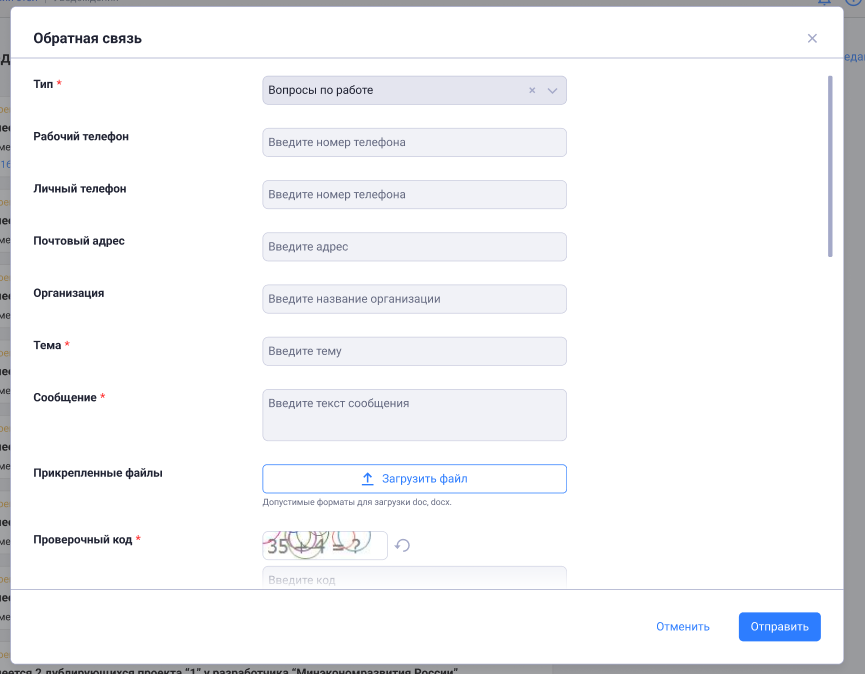 Обратная связь
Тип *
Вопросы по работе
Рабочий телефон
Введите номер телефона
Личный телефон
Введите номер телефона
Почтовый адрес
Введите адрес
Организация
Введите название организации
Тема *
Введите тему
Сообщение *
Введите текст сообщения
Прикрепленные файлы
Загрузить файл
Допустимые форматы для загрузки doc, docx.
Проверочный код *
35 + 4 = ?
Введите код
Отменить
Отправить
2 дублирующихся проекта "1" у разработчика "Минэкономразвития России"